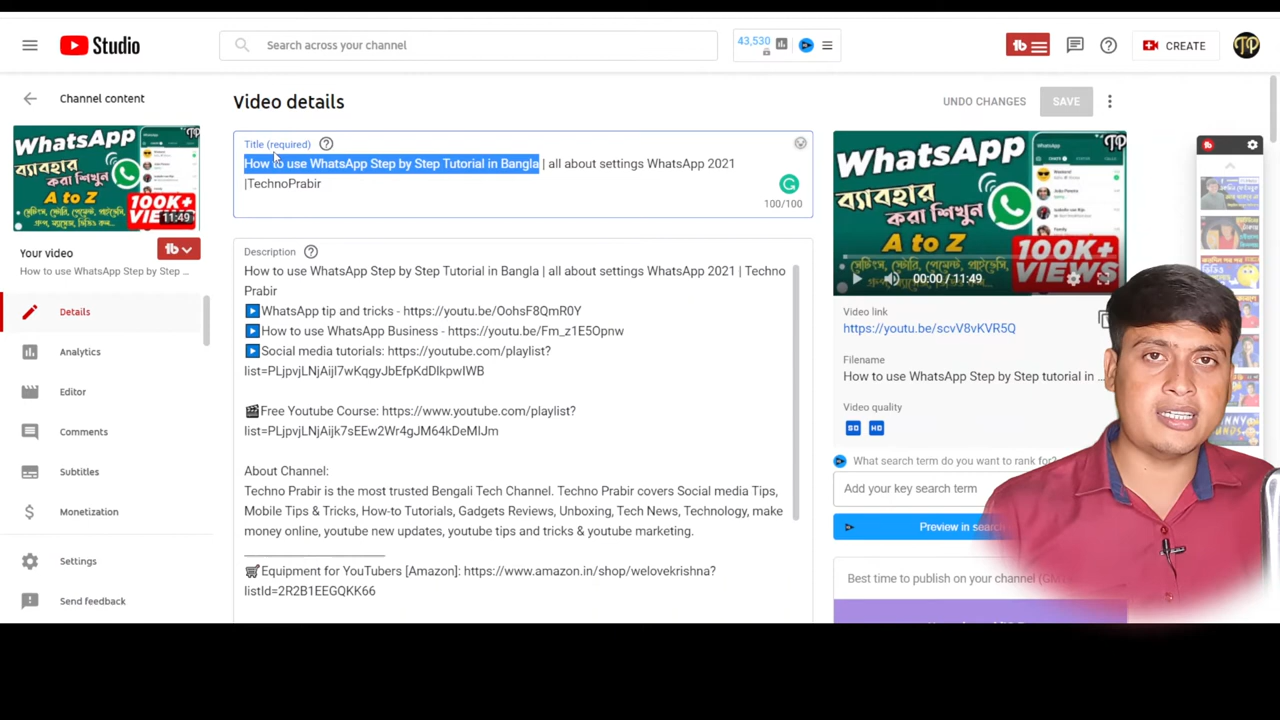 Studio
Search across your channel
43,530
CREATE
TP
Channel content
WhatsApp
ব্যবহার
করা শিখুন
A to Z
100K+
VIEWS
11:49
Your video
How to use WhatsApp Step by Step ...
Details
Analytics
Editor
Comments
Subtitles
Monetization
Settings
Send feedback
Video details
UNDO CHANGES
SAVE
Title (required)
How to use WhatsApp Step by Step Tutorial in Bangla | all about settings WhatsApp 2021
|TechnoPrabir
100/100
Description
How to use WhatsApp Step by Step Tutorial in Bangla | all about settings WhatsApp 2021 | Techno
Prabir
WhatsApp tip and tricks - https://youtu.be/OohsF8QmR0Y
How to use WhatsApp Business - https://youtu.be/Fm_z1E5Opnw
Social media tutorials: https://youtube.com/playlist?
list=PLjpvjLNjAijI7wKqgyJbEfpKdDIkpwIWB
Free Youtube Course: https://www.youtube.com/playlist?
list=PLjpvjLNjAijk7sEEw2Wr4gJM64kDeMIJm
About Channel:
Techno Prabir is the most trusted Bengali Tech Channel. Techno Prabir covers Social media Tips,
Mobile Tips & Tricks, How-to Tutorials, Gadgets Reviews, Unboxing, Tech News, Technology, make
money online, youtube new updates, youtube tips and tricks & youtube marketing.
Equipment for YouTubers [Amazon]: https://www.amazon.in/shop/welovekrishna?
listId=2R2B1EEGQKK66
WhatsApp
ব্যবহার
করা শিখুন
A to Z
100K+
VIEWS
সেটিংস, স্টোরি, পেমেন্ট, প্রাইভেসি,
00:00 / 11:49
Video link
https://youtu.be/scvV8vKVR5Q
Filename
How to use WhatsApp Step by Step tutorial in ...
Video quality
SD HD
What search term do you want to rank for?
Add your key search term
Preview in search
Best time to publish on your channel